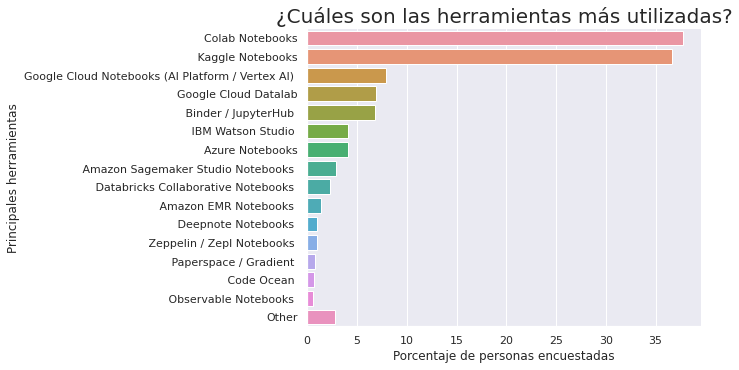 ¿Cuáles son las herramientas más utilizadas?
Principales herramientas
Colab Notebooks
Kaggle Notebooks
Google Cloud Notebooks (AI Platform / Vertex AI)
Google Cloud Datalab
Binder / JupyterHub
IBM Watson Studio
Azure Notebooks
Amazon Sagemaker Studio Notebooks
Databricks Collaborative Notebooks
Amazon EMR Notebooks
Deepnote Notebooks
Zeppelin / Zepl Notebooks
Paperspace / Gradient
Code Ocean
Observable Notebooks
Other
0 5 10 15 20 25 30 35
Porcentaje de personas encuestadas